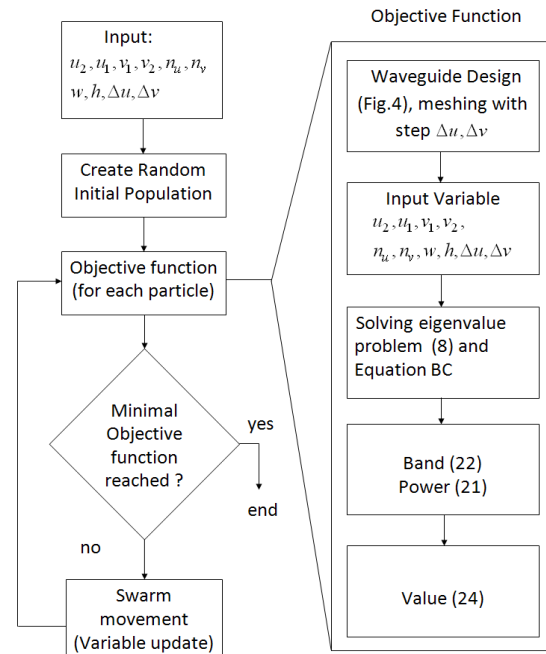 Input:
u₂,u₁,v₁,v₂,nᵤ,nᵥ
w,h,Δu,Δv
Create Random
Initial Population
Objective function
(for each particle)
Minimal
Objective
function
reached ?
yes
end
no
Swarm
movement
(Variable update)
Objective Function
Waveguide Design
(Fig.4), meshing with
step Δu,Δv
Input Variable
u₂,u₁,v₁,v₂,
nᵤ,nᵥ,w,h,Δu,Δv
Solving eigenvalue
problem (8) and
Equation BC
Band (22)
Power (21)
Value (24)